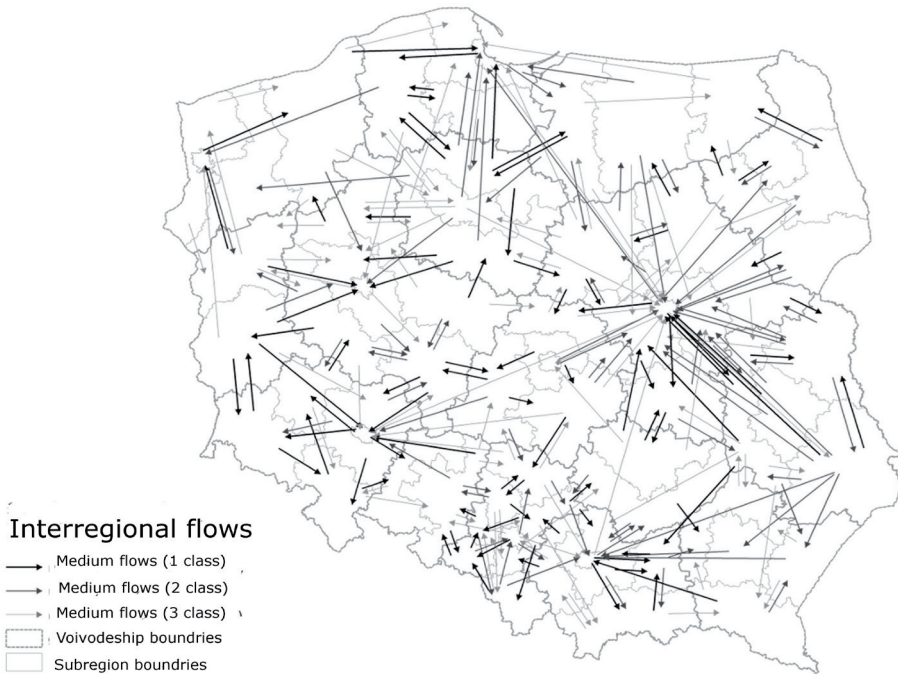 Interregional flows
Medium flows (1 class)
Medium flows (2 class)
Medium flows (3 class)
Voivodeship boundries
Subregion boundries